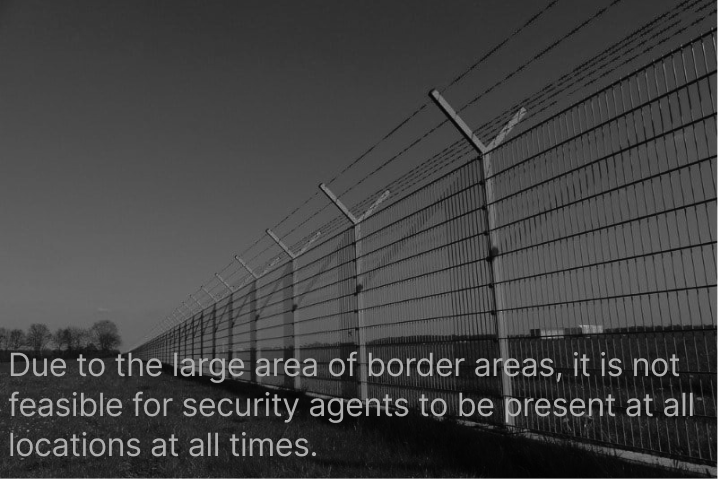 Due to the large area of border areas, it is not
feasible for security agents to be present at all
locations at all times.